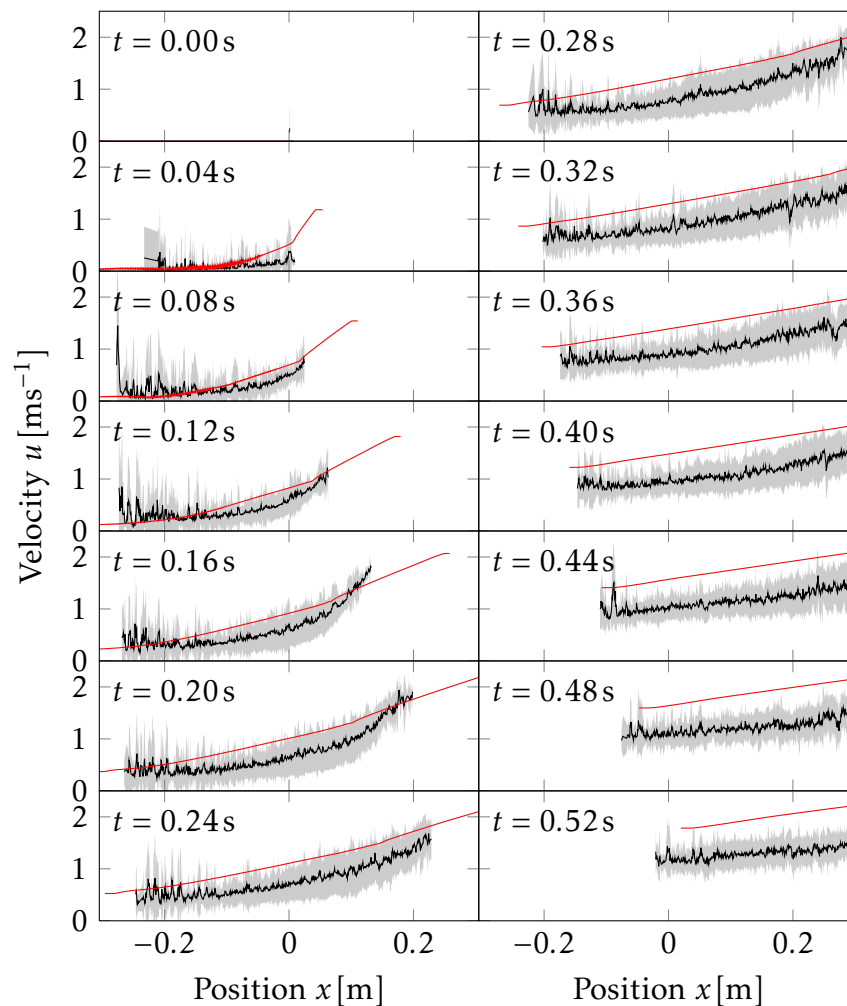 2
t = 0.00 s
1
0
2
t = 0.04 s
1
0
2
t = 0.08 s
1
0
2
t = 0.12 s
1
0
2
t = 0.16 s
1
0
2
t = 0.20 s
1
0
2
t = 0.24 s
1
0
−0.2 0 0.2
Position x [m]
Velocity u [ms⁻¹]
t = 0.28 s
t = 0.32 s
t = 0.36 s
t = 0.40 s
t = 0.44 s
t = 0.48 s
t = 0.52 s
−0.2 0 0.2
Position x [m]